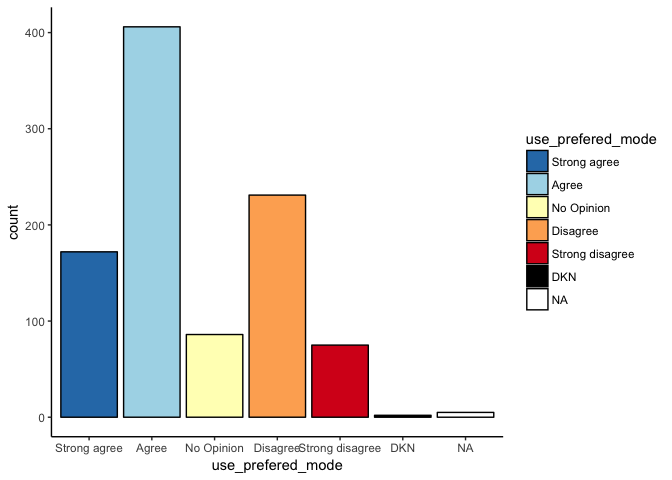 400
300
200
100
0
count
Strong agree
Agree
No Opinion
Disagree
Strong disagree
DKN
NA
use_prefered_mode
use_prefered_mode
Strong agree
Agree
No Opinion
Disagree
Strong disagree
DKN
NA